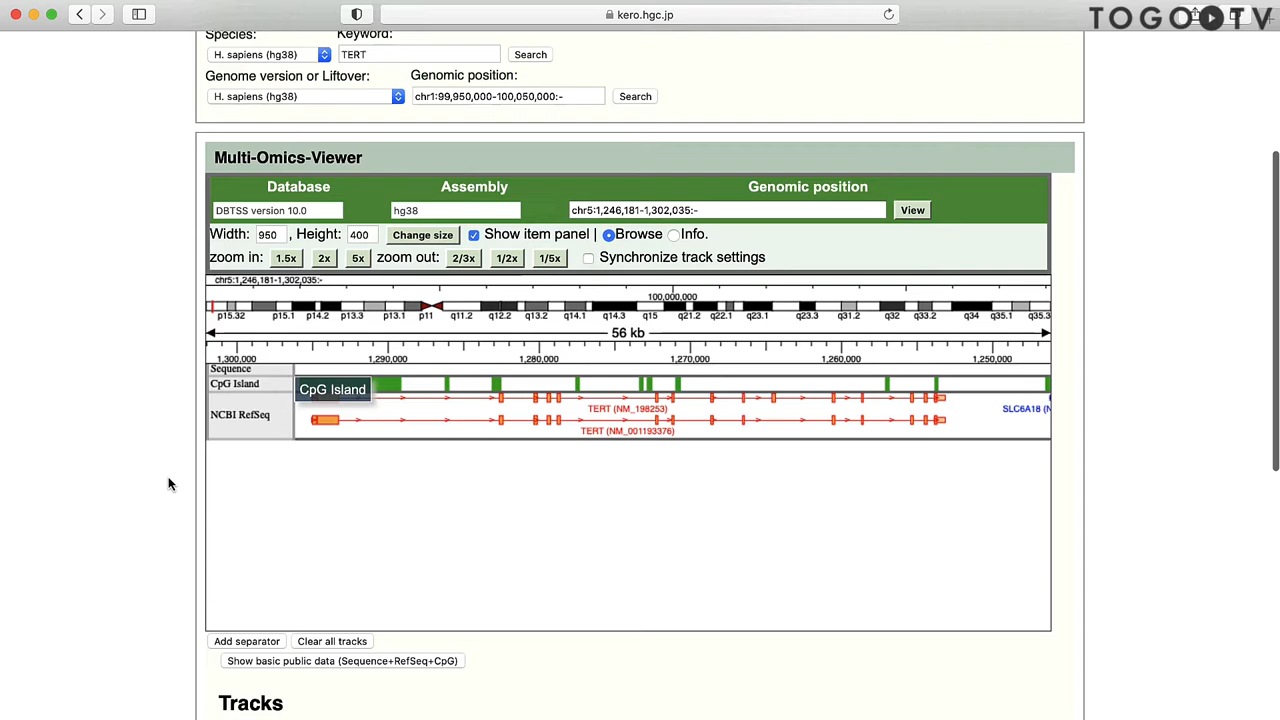 kero.hgc.jp
TOGO TV
Species: Keyword:
H. sapiens (hg38) TERT Search
Genome version or Liftover: Genomic position:
H. sapiens (hg38) chr1:99,950,000-100,050,000:- Search
Multi-Omics-Viewer
Database Assembly Genomic position
DBTSS version 10.0 hg38 chr5:1,246,181-1,302,035:- View
Width: 950 , Height: 400 Change size Show item panel | Browse Info.
zoom in: 1.5x 2x 5x zoom out: 2/3x 1/2x 1/5x Synchronize track settings
chr5:1,246,181-1,302,035:-
100,000,000
p15.32 p15.1 p14.2 p13.3 p13.1 p11 q11.2 q12.2 q13.2 q14.1 q14.3 q15 q21.2 q22.1 q23.1 q23.3 q31.2 q32 q33.2 q34 q35.1 q35.3
56 kb
1,300,000 1,290,000 1,280,000 1,270,000 1,260,000 1,250,000
Sequence
CpG Island CpG Island
TERT (NM_198253) SLC6A18 (N
NCBI RefSeq
TERT (NM_001193376)
Add separator Clear all tracks
Show basic public data (Sequence+RefSeq+CpG)
Tracks